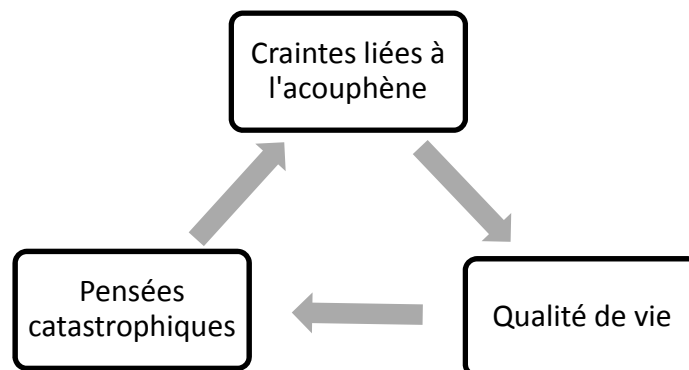 Craintes liées à
l'acouphène
Pensées
catastrophiques
Qualité de vie